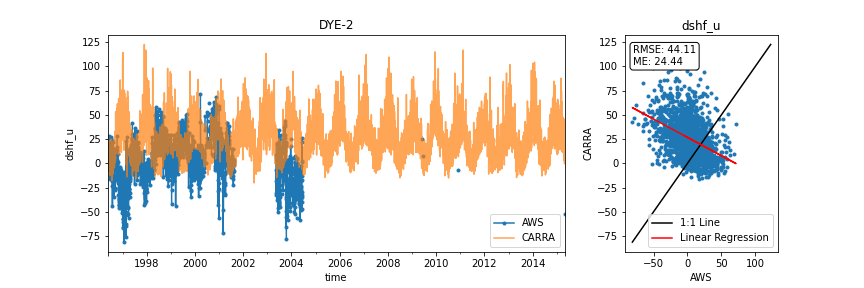 DYE-2
dshf_u
125
100
75
50
25
0
−25
−50
−75
dshf_u
1998
2000
2002
2004
2006
2008
2010
2012
2014
time
AWS
CARRA
125
100
75
50
25
0
−25
−50
−75
CARRA
RMSE: 44.11
ME: 24.44
1:1 Line
Linear Regression
−50
0
50
100
AWS